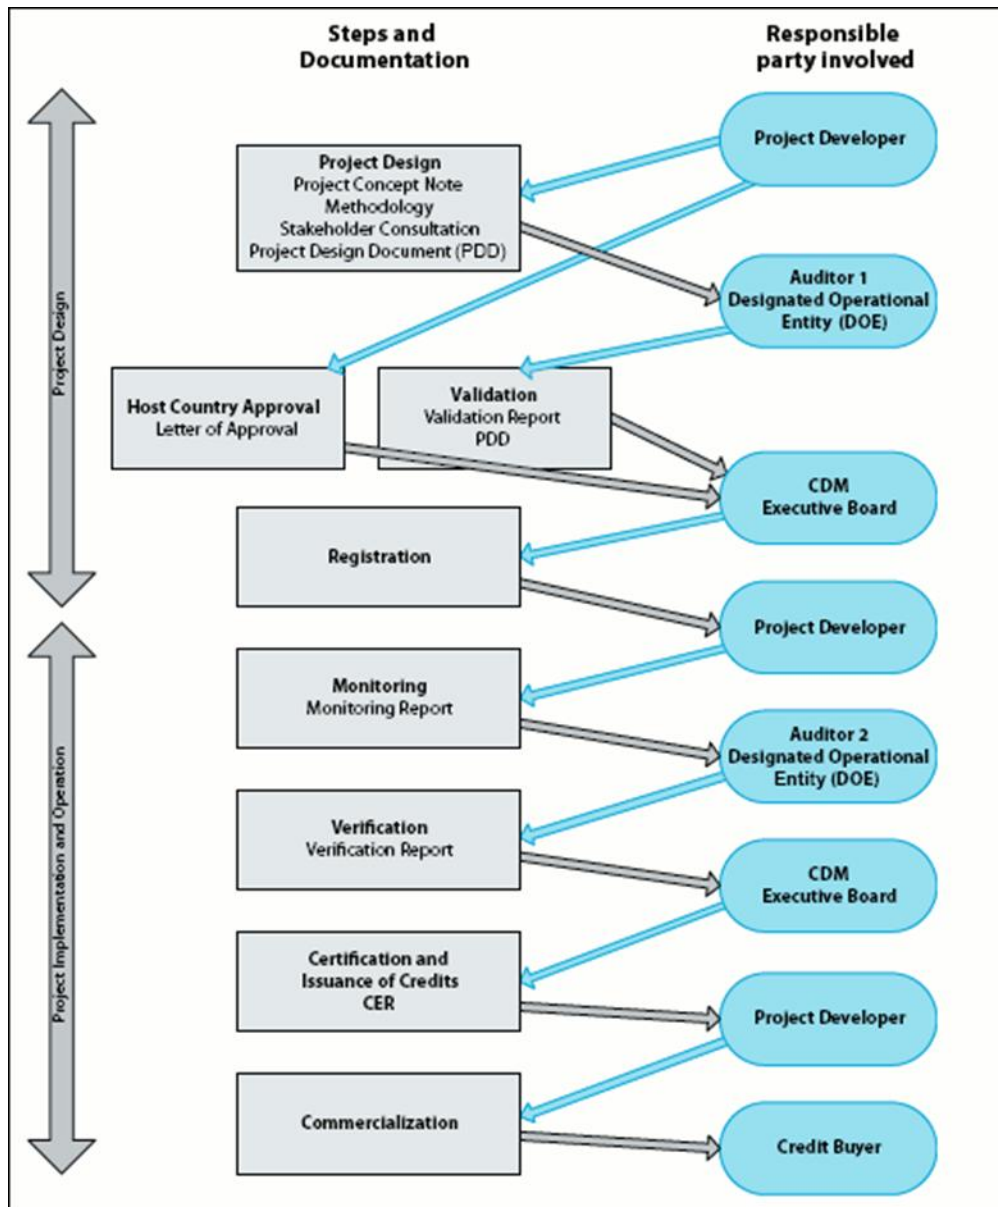 Steps and
Documentation
Responsible
party involved
Project Developer
Project Design
Project Concept Note
Methodology
Stakeholder Consultation
Project Design Document (PDD)
Auditor 1
Designated Operational
Entity (DOE)
Project Design
Host Country Approval
Letter of Approval
Validation
Validation Report
PDD
CDM
Executive Board
Registration
Project Developer
Monitoring
Monitoring Report
Auditor 2
Designated Operational
Entity (DOE)
Project Implementation and Operation
Verification
Verification Report
CDM
Executive Board
Certification and
Issuance of Credits
CER
Project Developer
Commercialization
Credit Buyer